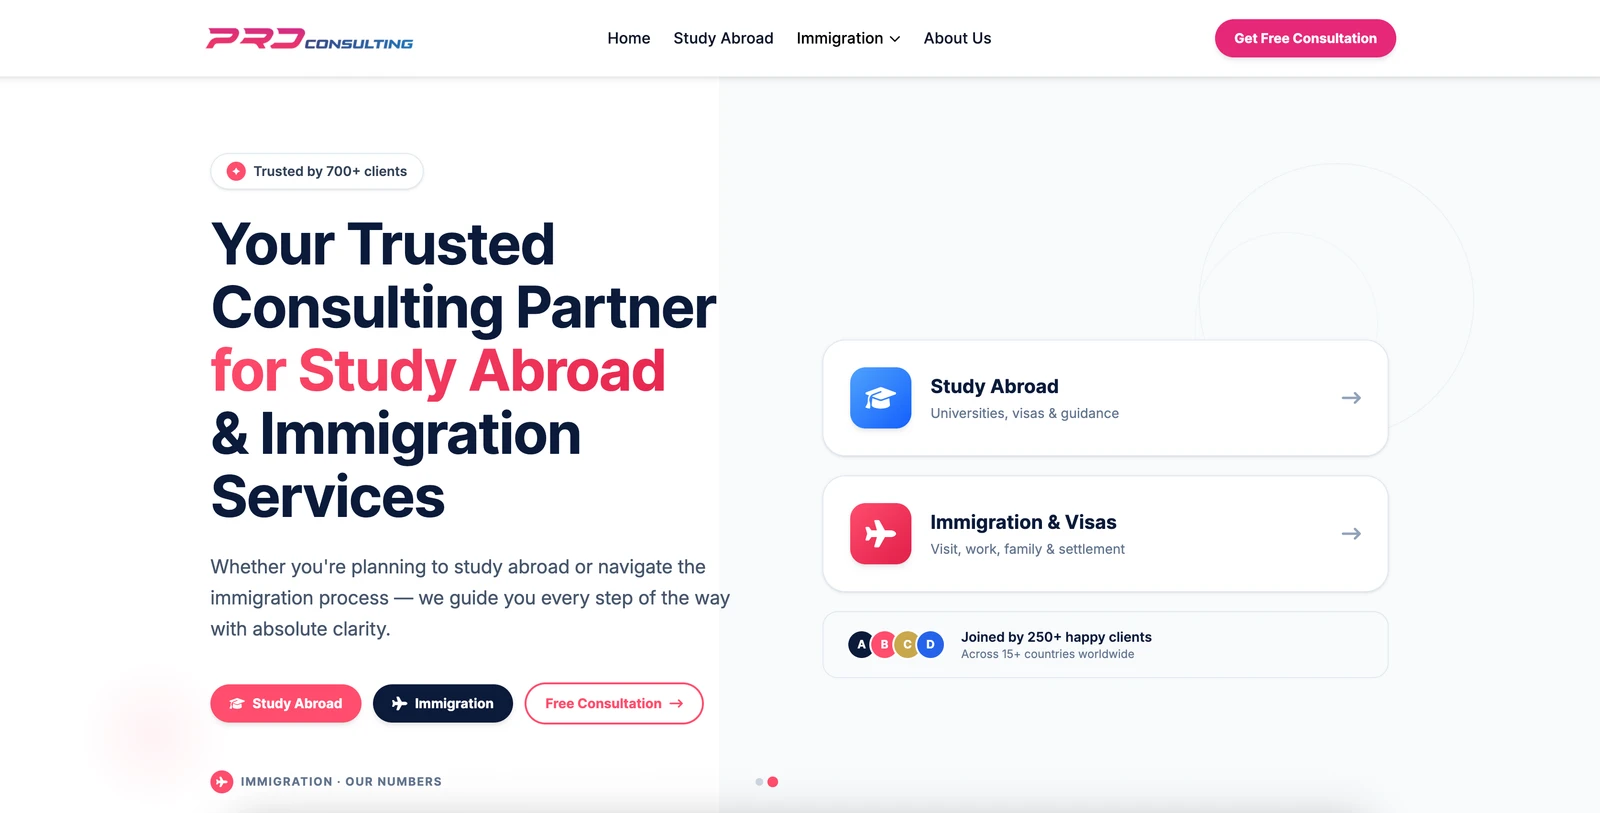 PRD CONSULTING
Home
Study Abroad
Immigration
About Us
Get Free Consultation
Trusted by 700+ clients
Your Trusted
Consulting Partner
for Study Abroad
& Immigration
Services
Whether you're planning to study abroad or navigate the
immigration process — we guide you every step of the way
with absolute clarity.
Study Abroad
Immigration
Free Consultation →
IMMIGRATION · OUR NUMBERS
Study Abroad
Universities, visas & guidance
Immigration & Visas
Visit, work, family & settlement
A B C D
Joined by 250+ happy clients
Across 15+ countries worldwide